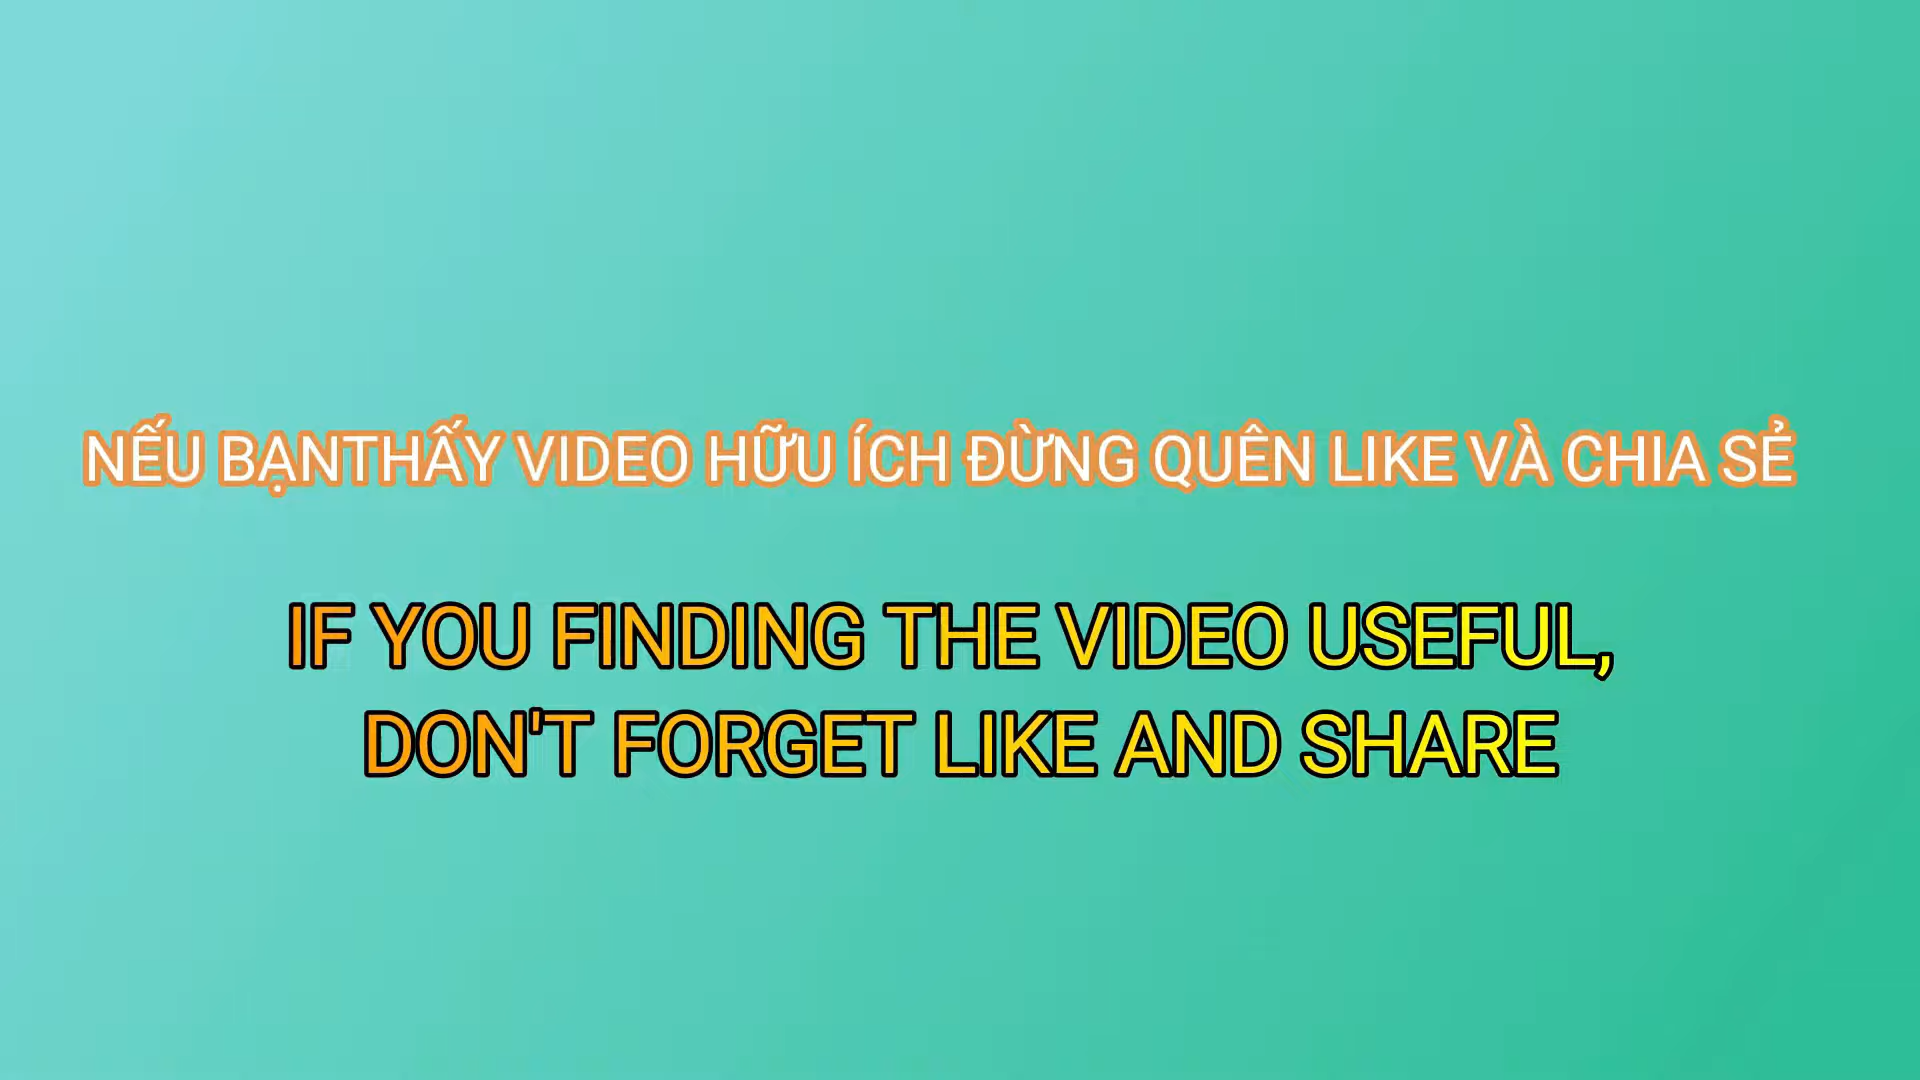 NẾU BẠNTHẤY VIDEO HỮU ÍCH ĐỪNG QUÊN LIKE VÀ CHIA SẺ
IF YOU FINDING THE VIDEO USEFUL,
DON'T FORGET LIKE AND SHARE